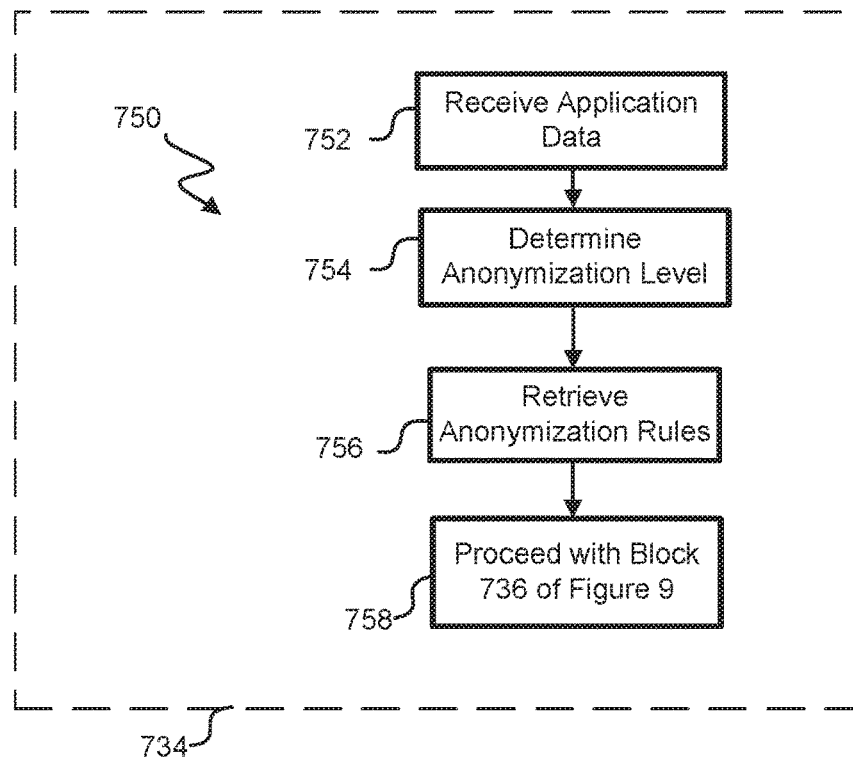 750
752
Receive Application
Data
754
Determine
Anonymization Level
756
Retrieve
Anonymization Rules
758
Proceed with Block
736 of Figure 9
734